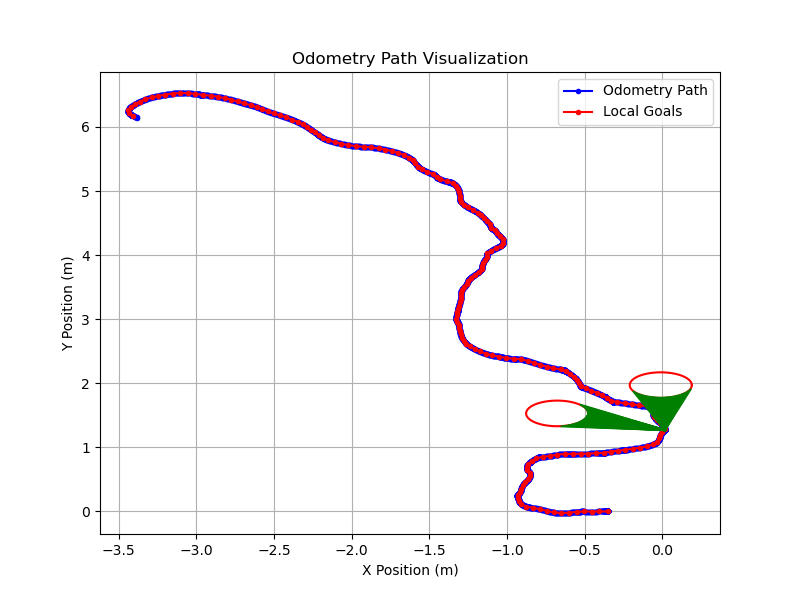 Odometry Path Visualization
Odometry Path
Local Goals
Y Position (m)
6
5
4
3
2
1
0
−3.5 −3.0 −2.5 −2.0 −1.5 −1.0 −0.5 0.0
X Position (m)